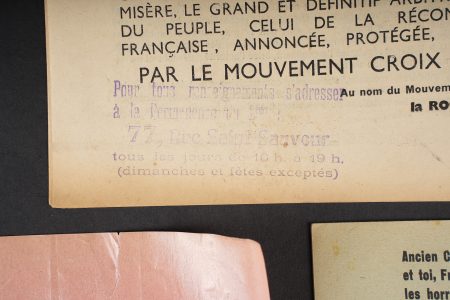 MISÈRE, LE GRAND ET DÉFINITIF ARBIT
DU PEUPLE, CELUI DE LA RÉCON
FRANÇAISE, ANNONCÉE, PROTÉGÉE,
PAR LE MOUVEMENT CROIX
Au nom du Mouvem
la RO
Pour tous renseignements s'adresser
à la Permanence du
77, Rue Saint Sauveur
tous les jours de 10 h. à 19 h.
(dimanches et fêtes exceptés)
Ancien C
et toi, Fr
les horr